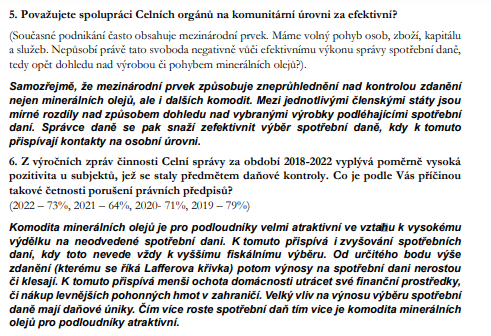 5. Považujete spolupráci Celních orgánů na komunitární úrovni za efektivní?
(Současné podnikání často obsahuje mezinárodní prvek. Máme volný pohyb osob, zboží, kapitálu
a služeb. Nepůsobí právě tato svoboda negativně vůči efektivnímu výkonu správy spotřební daně,
tedy opět dohledu nad výrobou či pohybem minerálních olejů?).
Samozřejmě, že mezinárodní prvek způsobuje zneprůhlednění nad kontrolou zdanění
nejen minerálních olejů, ale i dalších komodit. Mezi jednotlivými členskými státy jsou
mírné rozdíly nad způsobem dohledu nad vybranými výrobky podléhajícími spotřební
dani. Správce daně se pak snaží zefektivnit výběr spotřební daně, kdy k tomuto
přispívají kontakty na osobní úrovni.
6. Z výročních zpráv činnosti Celní správy za období 2018-2022 vyplývá poměrně vysoká
pozitivita u subjektů, jež se staly předmětem daňové kontroly. Co je podle Vás příčinou
takové četnosti porušení právních předpisů?
(2022 – 73%, 2021 – 64%, 2020- 71%, 2019 – 79%)
Komodita minerálních olejů je pro podloudníky velmi atraktivní ve vztahu k vysokému
výdělku na neodvedené spotřební dani. K tomuto přispívá i zvyšování spotřebních
daní, kdy toto nevede vždy k vyššímu fiskálnímu výběru. Od určitého bodu výše
zdanění (kterému se říká Lafferova křivka) potom výnosy na spotřební dani nerostou
či klesají. K tomuto přispívá menší ochota domácností utrácet své finanční prostředky,
či nákup levnějších pohonných hmot v zahraničí. Velký vliv na výnosu výběru spotřební
daně mají daňové úniky. Čím více roste spotřební daň tím více je komodita minerálních
olejů pro podloudníky atraktivní.